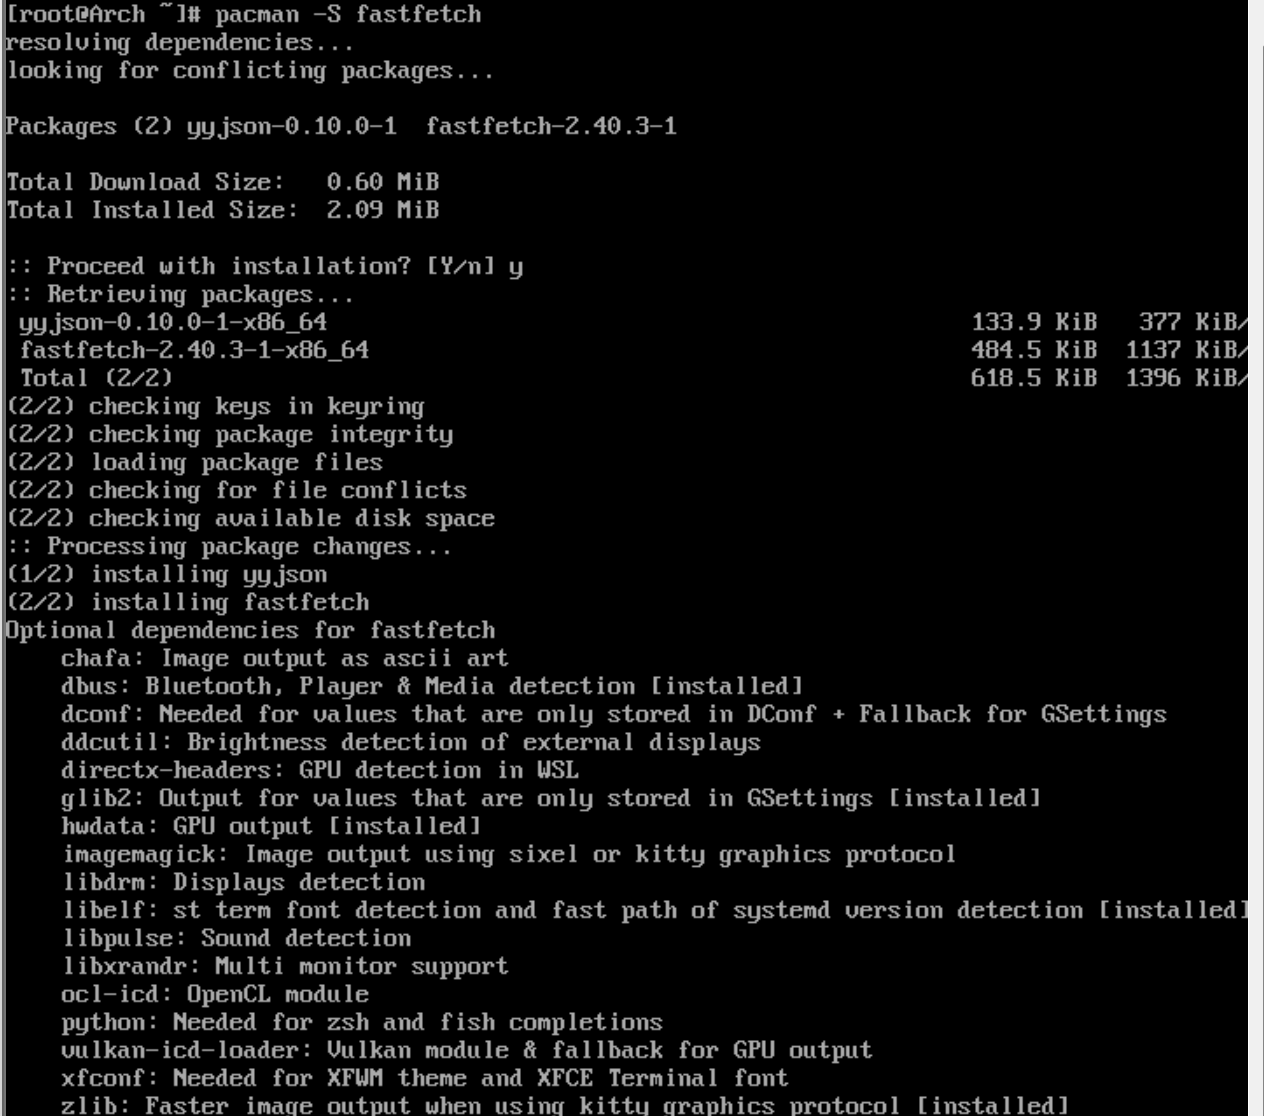 [root@Arch ~]# pacman -S fastfetch
resolving dependencies...
looking for conflicting packages...

Packages (2) yyjson-0.10.0-1  fastfetch-2.40.3-1

Total Download Size:   0.60 MiB
Total Installed Size:  2.09 MiB

:: Proceed with installation? [Y/n] y
:: Retrieving packages...
 yyjson-0.10.0-1-x86_64    133.9 KiB   377 KiB/
 fastfetch-2.40.3-1-x86_64    484.5 KiB  1137 KiB/
 Total (2/2)    618.5 KiB  1396 KiB/
(2/2) checking keys in keyring
(2/2) checking package integrity
(2/2) loading package files
(2/2) checking for file conflicts
(2/2) checking available disk space
:: Processing package changes...
(1/2) installing yyjson
(2/2) installing fastfetch
Optional dependencies for fastfetch
    chafa: Image output as ascii art
    dbus: Bluetooth, Player & Media detection [installed]
    dconf: Needed for values that are only stored in DConf + Fallback for GSettings
    ddcutil: Brightness detection of external displays
    directx-headers: GPU detection in WSL
    glib2: Output for values that are only stored in GSettings [installed]
    hwdata: GPU output [installed]
    imagemagick: Image output using sixel or kitty graphics protocol
    libdrm: Displays detection
    libelf: st term font detection and fast path of systemd version detection [installed]
    libpulse: Sound detection
    libxrandr: Multi monitor support
    ocl-icd: OpenCL module
    python: Needed for zsh and fish completions
    vulkan-icd-loader: Vulkan module & fallback for GPU output
    xfconf: Needed for XFWM theme and XFCE Terminal font
    zlib: Faster image output when using kitty graphics protocol [installed]